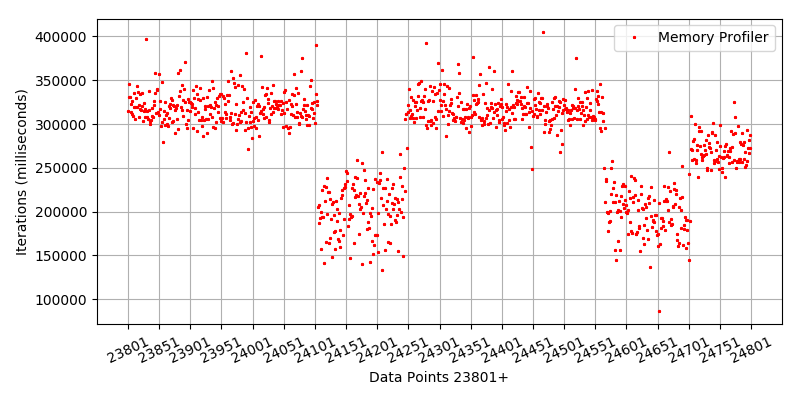 400000
350000
300000
250000
200000
150000
100000
Iterations (milliseconds)
Memory Profiler
23801 23851 23901 23951 24001 24051 24101 24151 24201 24251 24301 24351 24401 24451 24501 24551 24601 24651 24701 24751 24801
Data Points 23801+